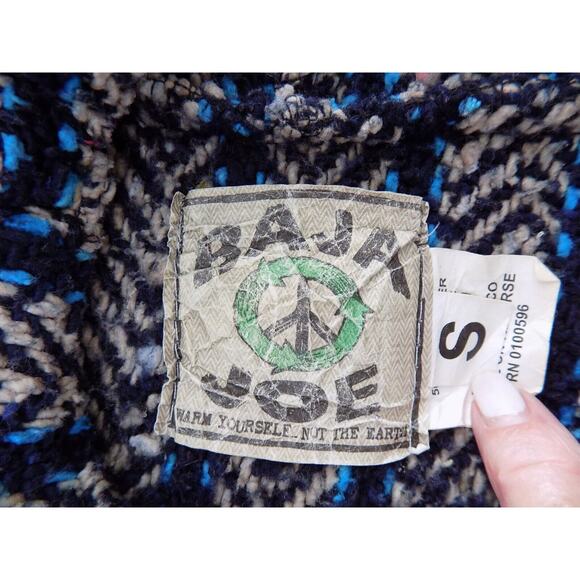 BAJA
JOE
WARM YOURSELF NOT THE EARTH
S
RN 0100596